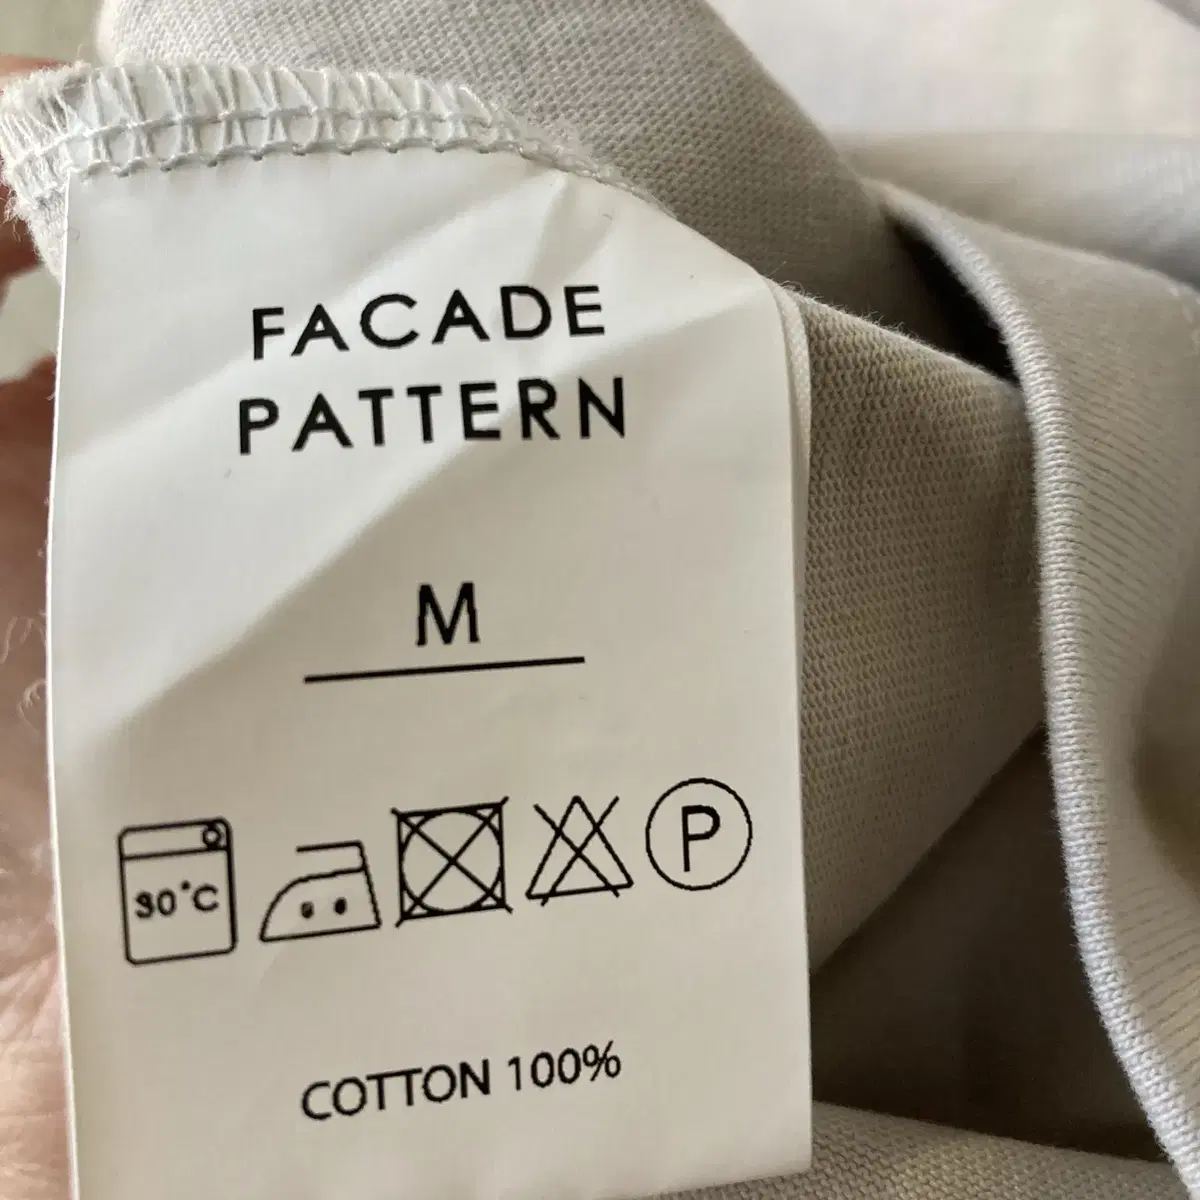 FACADE
PATTERN
M
30°C
P
COTTON 100%